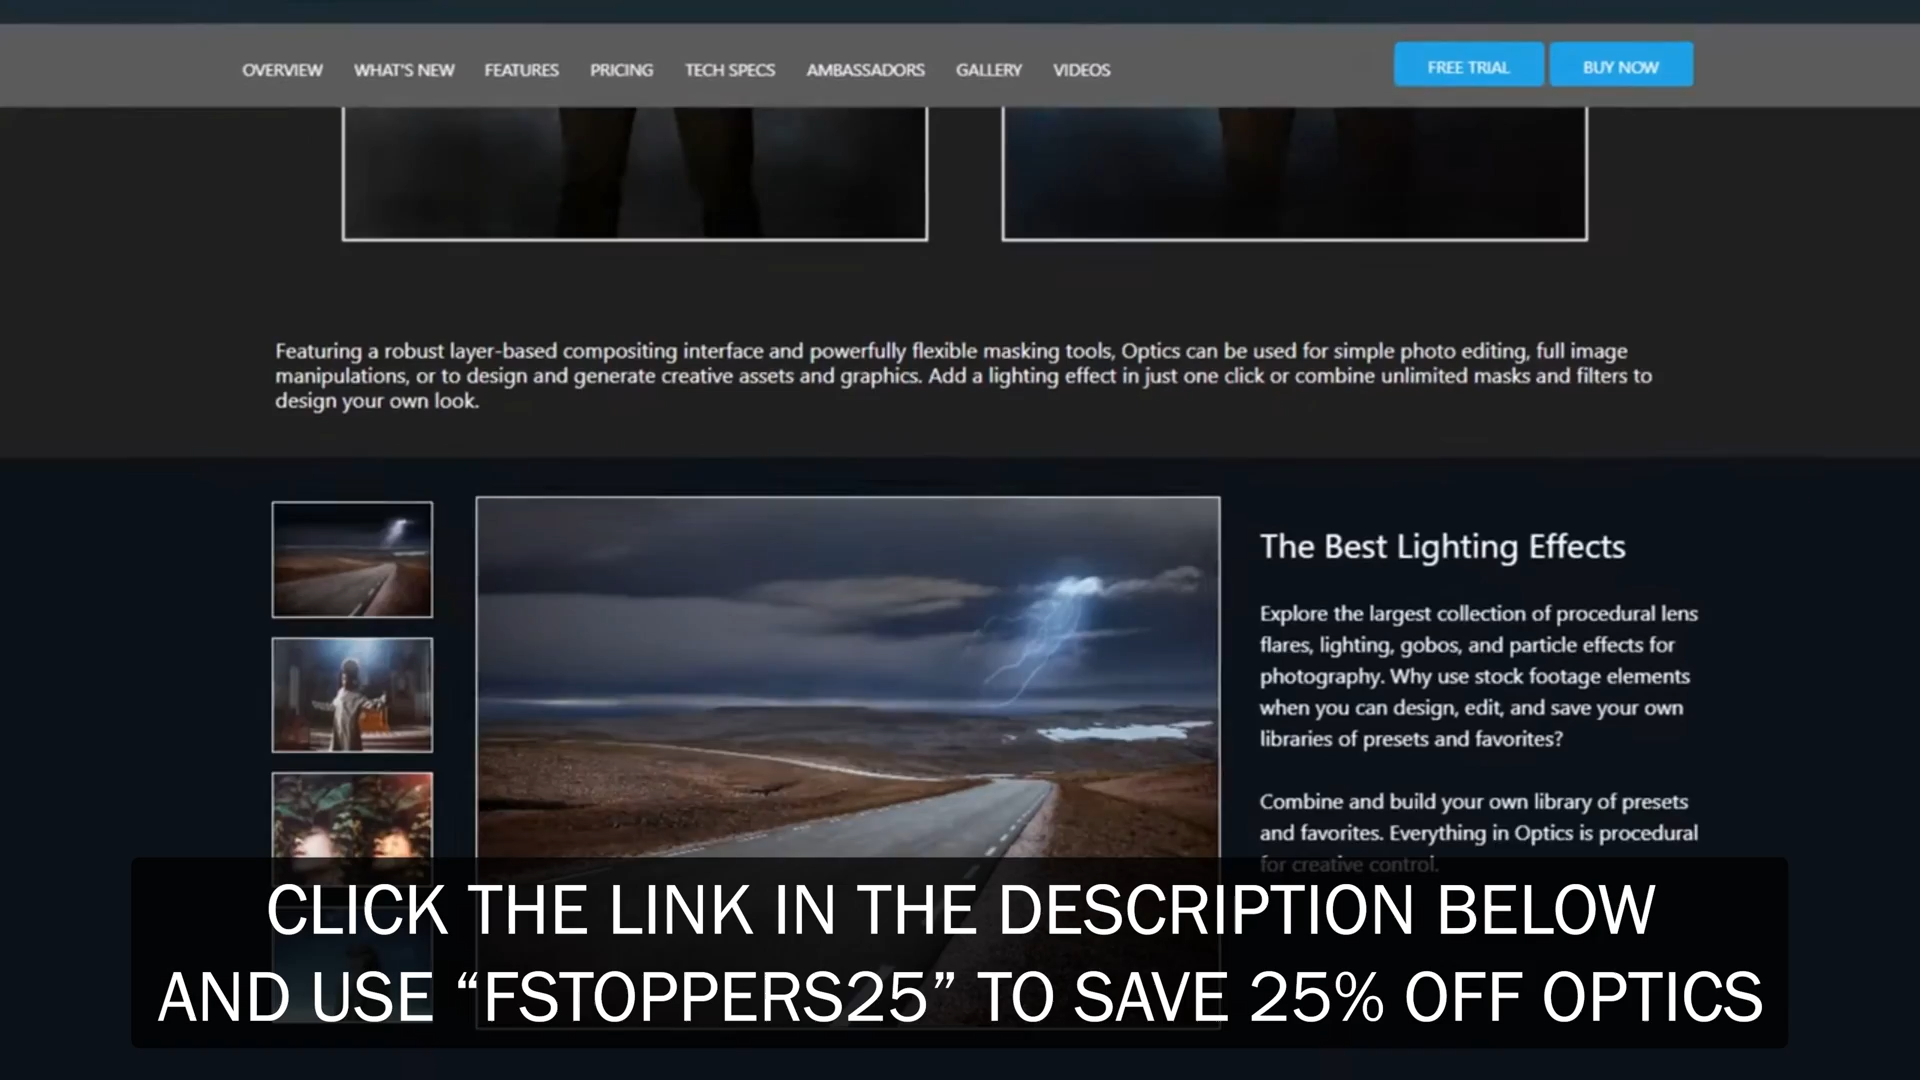 OVERVIEW WHAT'S NEW FEATURES PRICING TECH SPECS AMBASSADORS GALLERY VIDEOS FREE TRIAL BUY NOW
Featuring a robust layer-based compositing interface and powerfully flexible masking tools, Optics can be used for simple photo editing, full image
manipulations, or to design and generate creative assets and graphics. Add a lighting effect in just one click or combine unlimited masks and filters to
design your own look.
The Best Lighting Effects
Explore the largest collection of procedural lens
flares, lighting, gobos, and particle effects for
photography. Why use stock footage elements
when you can design, edit, and save your own
libraries of presets and favorites?
Combine and build your own library of presets
and favorites. Everything in Optics is procedural
for creative control.
CLICK THE LINK IN THE DESCRIPTION BELOW
AND USE “FSTOPPERS25” TO SAVE 25% OFF OPTICS